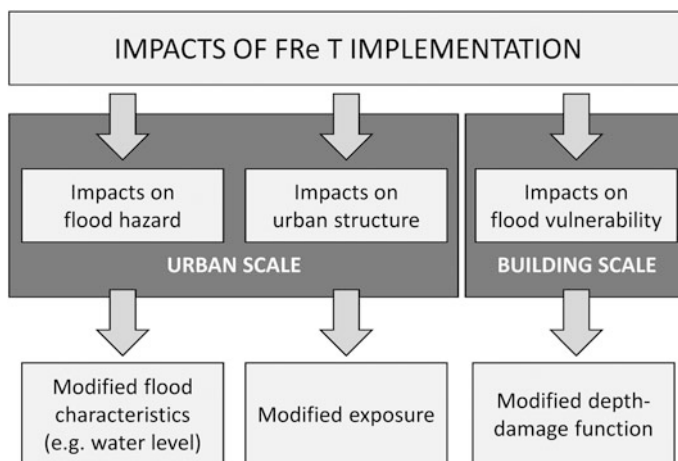 IMPACTS OF FRe T IMPLEMENTATION
Impacts on
flood hazard
Impacts on
urban structure
Impacts on
flood vulnerability
URBAN SCALE
BUILDING SCALE
Modified flood
characteristics
(e.g. water level)
Modified exposure
Modified depth-
damage function